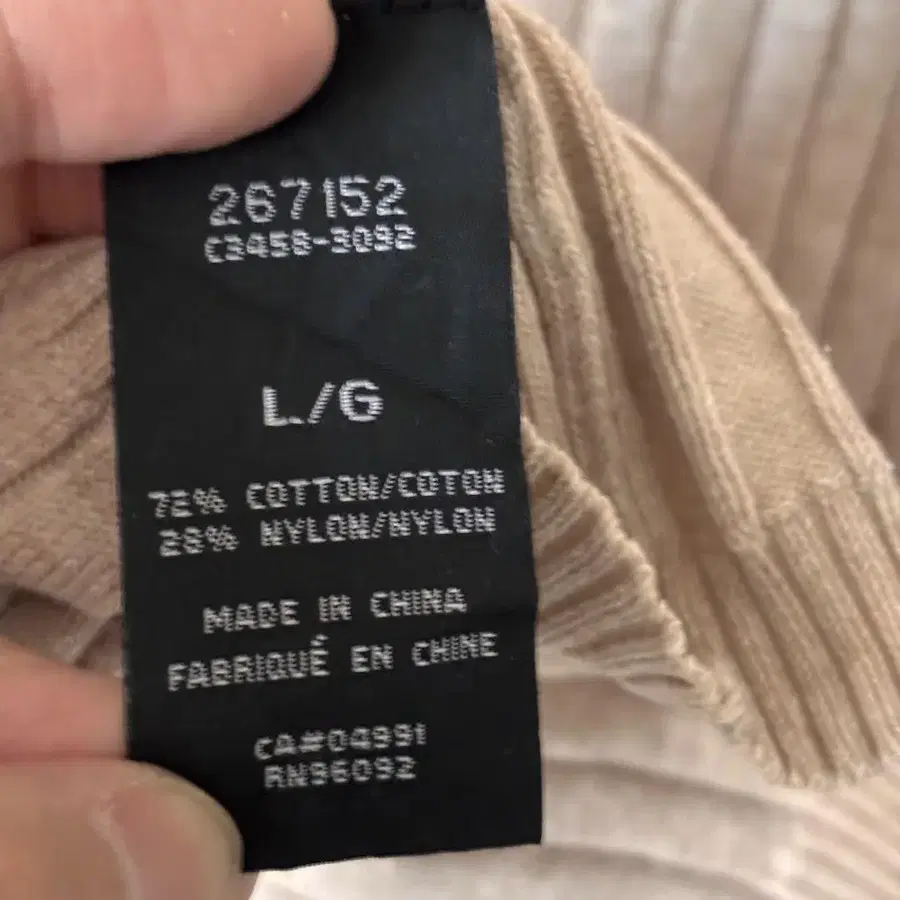 267152
C3458-3092
L/G
72% COTTON/COTON
28% NYLON/NYLON
MADE IN CHINA
FABRIQUÉ EN CHINE
CA#04991
RN96092